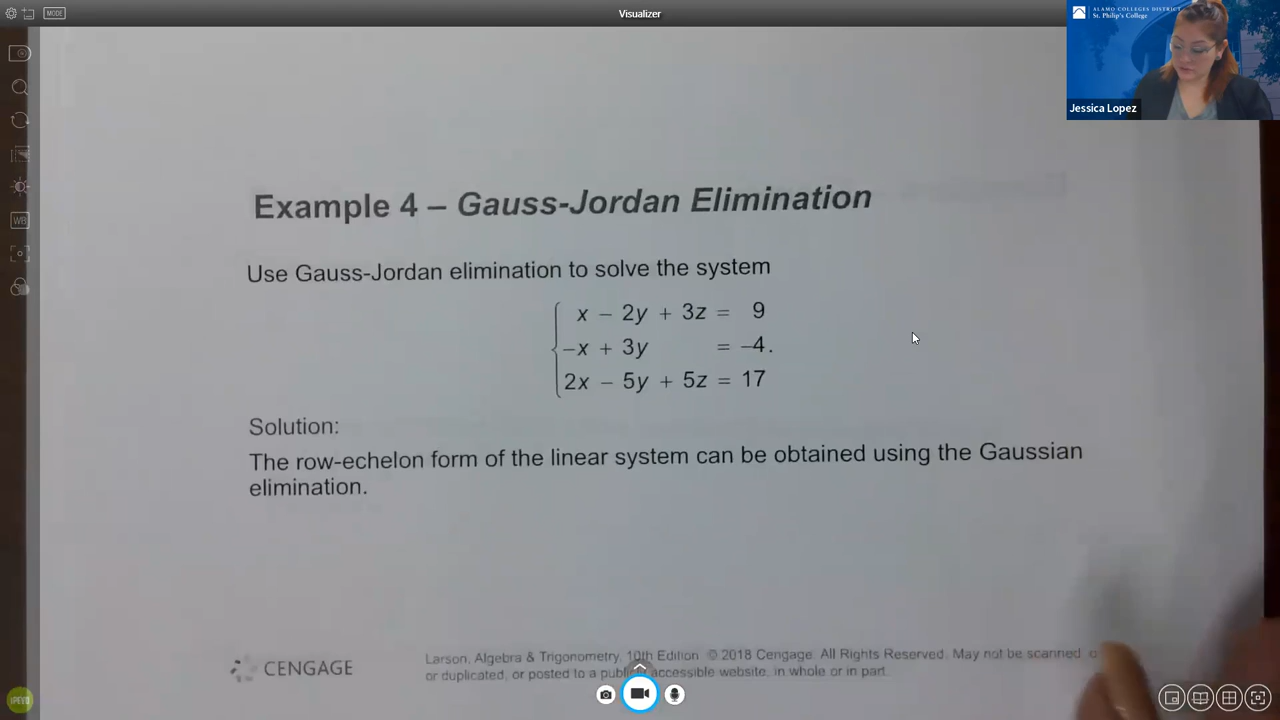 MODE
Visualizer
ALAMO COLLEGES DISTRICT
St. Philip's College
Jessica Lopez
WB
Example 4 – Gauss-Jordan Elimination
Use Gauss-Jordan elimination to solve the system
x − 2y + 3z = 9
−x + 3y = −4.
2x − 5y + 5z = 17
Solution:
The row-echelon form of the linear system can be obtained using the Gaussian
elimination.
CENGAGE
Larson, Algebra & Trigonometry, 10th Edition. © 2018 Cengage. All Rights Reserved. May not be scanned,
or duplicated, or posted to a publicly accessible website, in whole or in part.
IPEVO